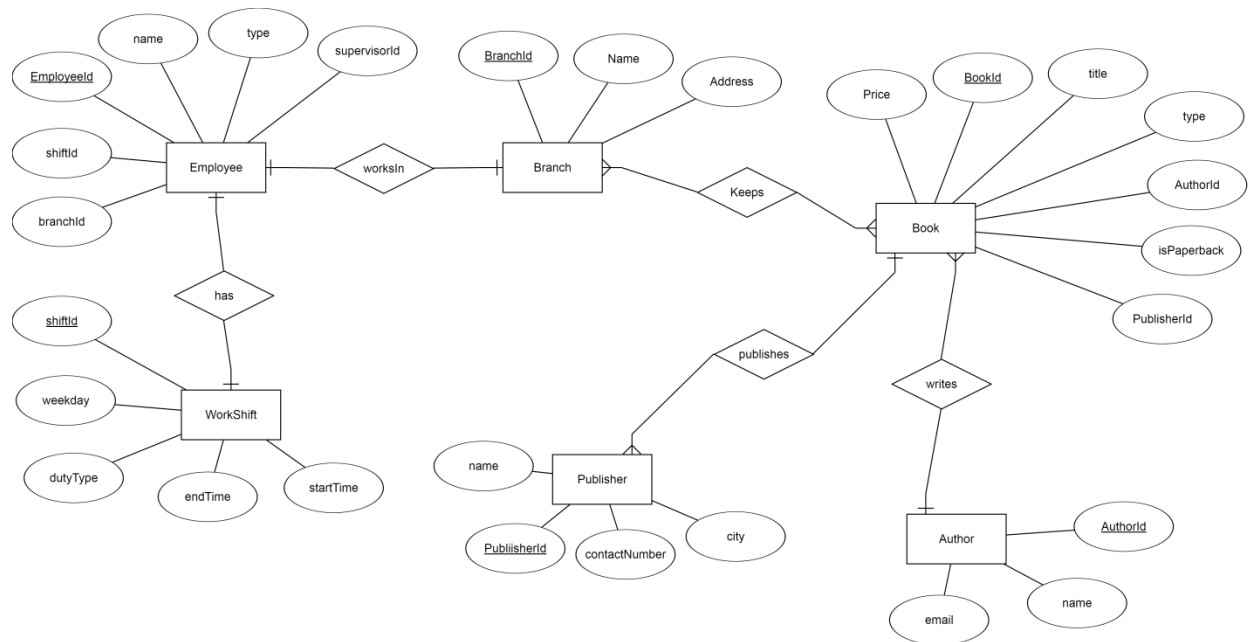 name
type
supervisorId
EmployeeId
shiftId
branchId
Employee
worksIn
BranchId
Name
Address
Branch
Keeps
Price
BookId
title
type
AuthorId
isPaperback
PublisherId
Book
has
shiftId
weekday
dutyType
endTime
startTime
WorkShift
publishes
writes
name
Publisher
PubliisherId
contactNumber
city
Author
AuthorId
name
email